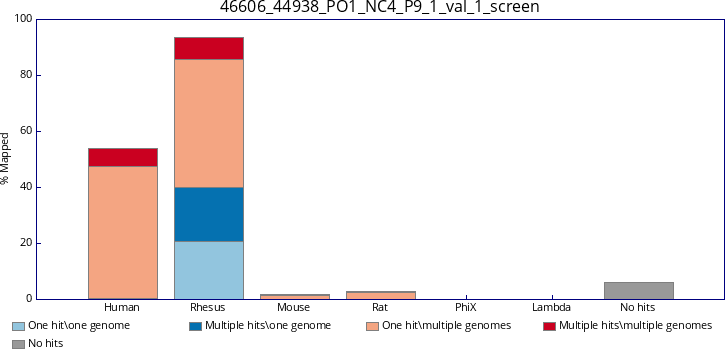 46606_44938_PO1_NC4_P9_1_val_1_screen
100
80
60
40
20
0
% Mapped
Human Rhesus Mouse Rat PhiX Lambda No hits
One hit\one genome Multiple hits\one genome One hit\multiple genomes Multiple hits\multiple genomes
No hits